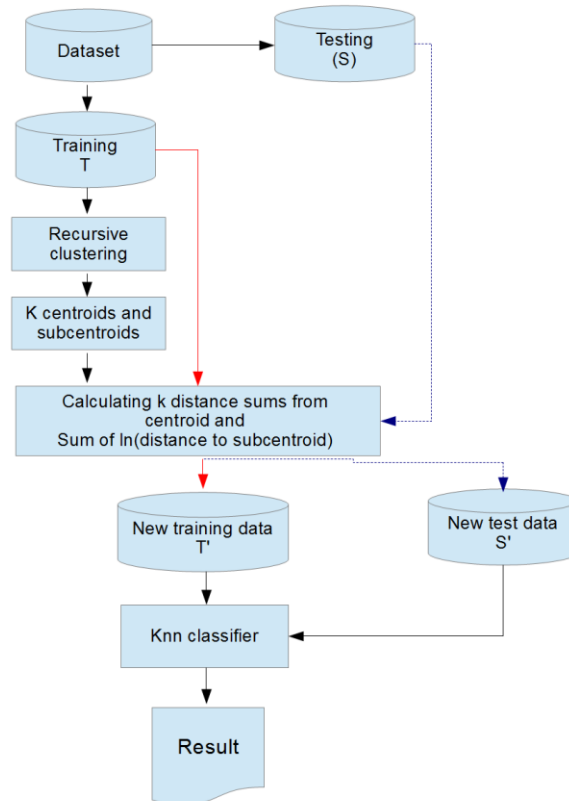 Dataset
Testing
(S)
Training
T
Recursive
clustering
K centroids and
subcentroids
Calculating k distance sums from
centroid and
Sum of ln(distance to subcentroid)
New training data
T'
New test data
S'
Knn classifier
Result